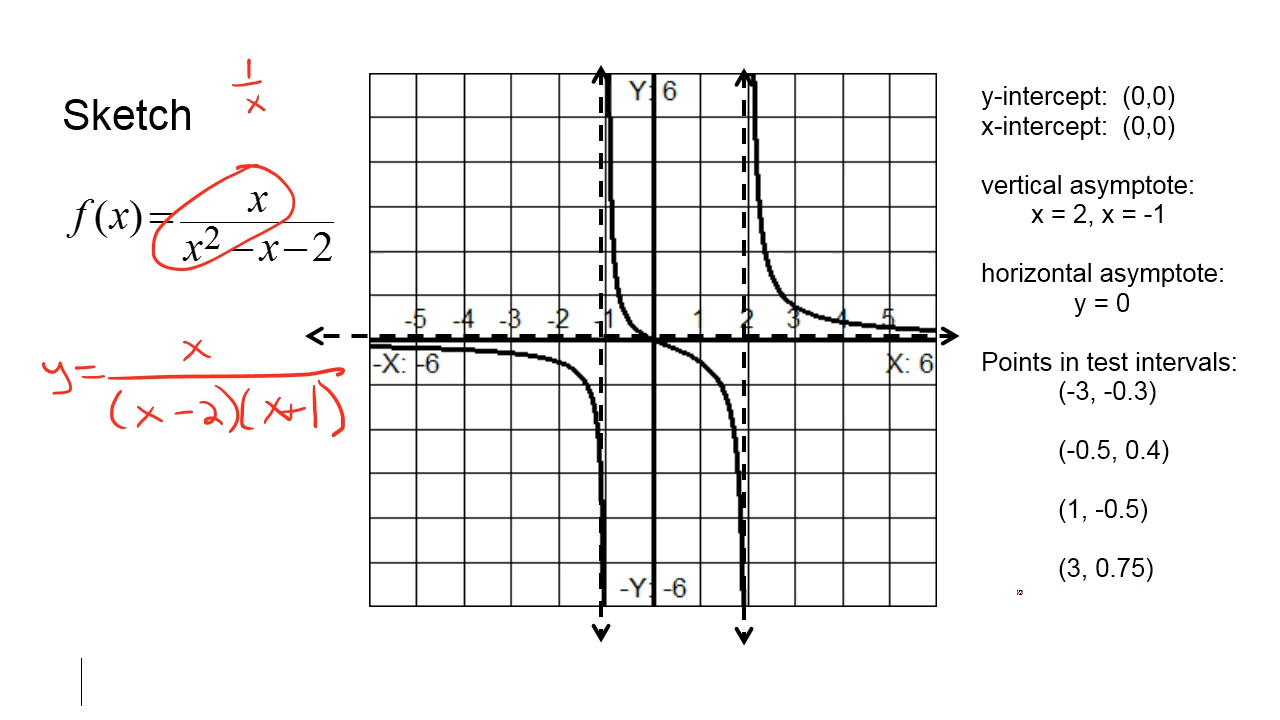 1/x
Sketch
f(x)= x/(x² − x − 2)
y= x/((x-2)(x+1))
Y: 6
-5 -4 -3 -2 -1 1 2 3 4 5
-X: -6 X: 6
-Y: -6
y-intercept: (0,0)
x-intercept: (0,0)
vertical asymptote:
x = 2, x = -1
horizontal asymptote:
y = 0
Points in test intervals:
(-3, -0.3)
(-0.5, 0.4)
(1, -0.5)
(3, 0.75)